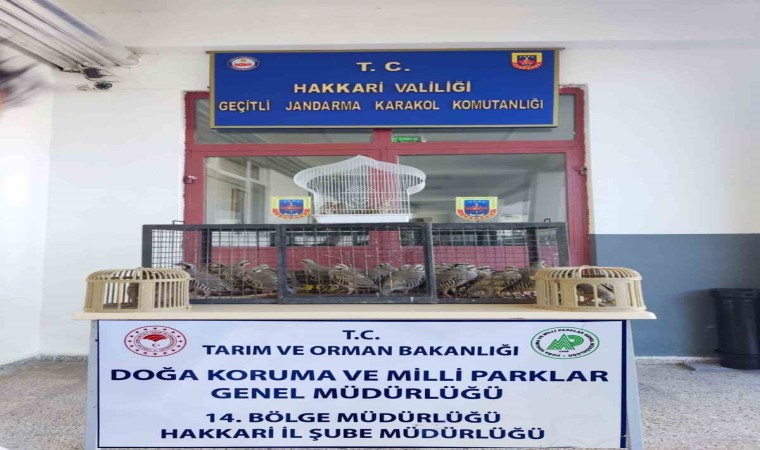 T. C.
HAKKARİ VALİLİĞİ
GEÇİTLİ JANDARMA KARAKOL KOMUTANLIĞI
T.C.
TARIM VE ORMAN BAKANLIĞI
DOĞA KORUMA VE MİLLİ PARKLAR
GENEL MÜDÜRLÜĞÜ
14. BÖLGE MÜDÜRLÜĞÜ
HAKKARİ İL ŞUBE MÜDÜRLÜĞÜ